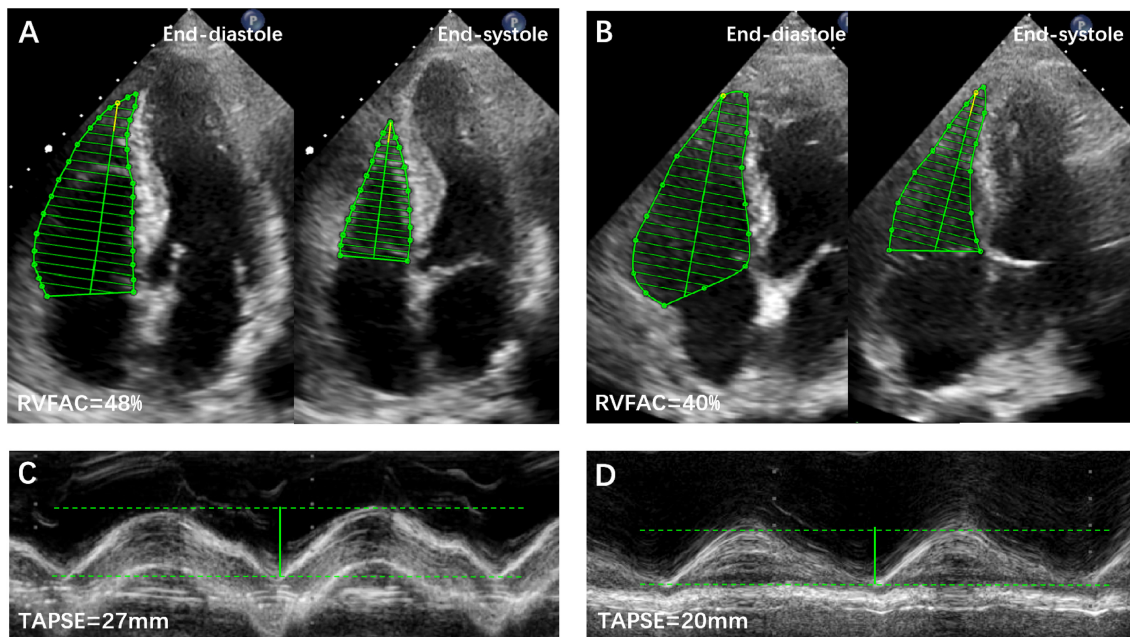 A
End-diastole
End-systole
RVFAC=48%
B
End-diastole
End-systole
RVFAC=40%
C
TAPSE=27mm
D
TAPSE=20mm